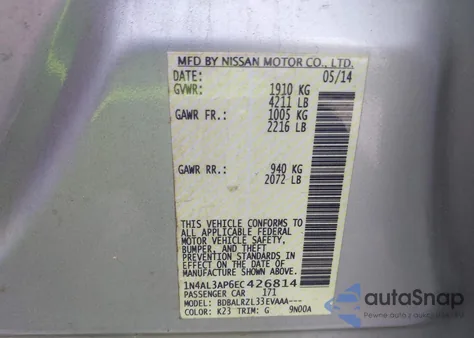 MFD BY NISSAN MOTOR CO., LTD.
DATE: 05/14
GVWR: 1910 KG
4211 LB
GAWR FR.: 1005 KG
2216 LB
GAWR RR.: 940 KG
2072 LB
THIS VEHICLE CONFORMS TO
ALL APPLICABLE FEDERAL
MOTOR VEHICLE SAFETY,
BUMPER, AND THEFT
PREVENTION STANDARDS IN
EFFECT ON THE DATE OF
MANUFACTURE SHOWN ABOVE.
1N4AL3AP6EC426814
PASSENGER CAR 171
MODEL: BDBALRZL33EVAAA---
COLOR: K23 TRIM: G 9N00A
autoSnap
Pewne auto z ubezpieczalni